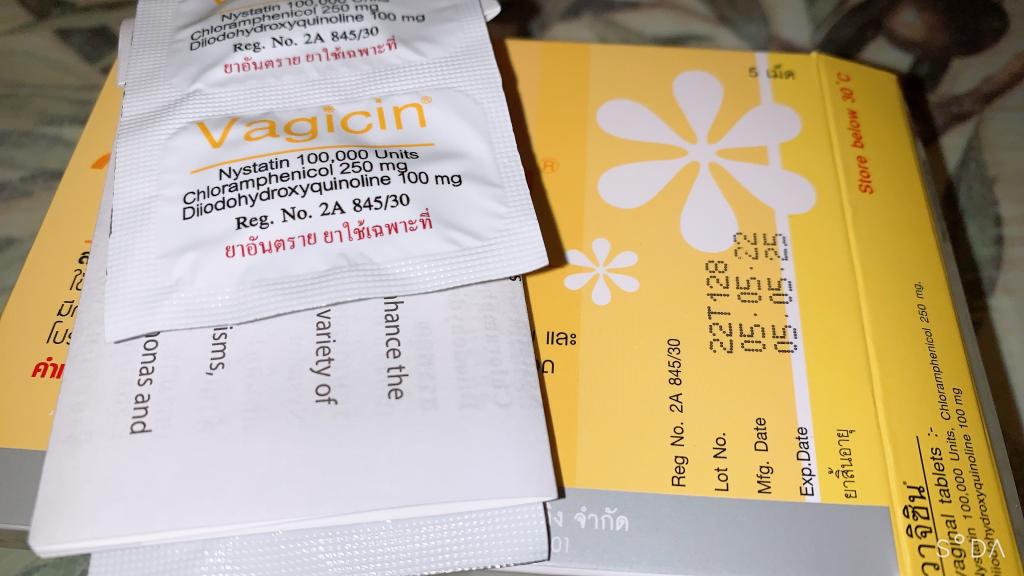 Nystatin 100,000 Units
Chloramphenicol 250 mg
Diiodohydroxyquinoline 100 mg
Reg. No. 2A 845/30
ยาอันตราย ยาใช้เฉพาะที่
Vagicin®
Nystatin 100,000 Units
Chloramphenicol 250 mg
Diiodohydroxyquinoline 100 mg
Reg. No. 2A 845/30
ยาอันตราย ยาใช้เฉพาะที่
hance the
variety of
isms,
onas and
และ
จำกัด
5 เม็ด
Reg No. 2A 845/30
Lot No. 22T128
Mfg. Date 05.05.22
Exp.Date 05.05.25
ยาสิ้นอายุ
Store below 30°C
วาจิซิน
vaginal tablets :-
Nystatin 100,000 Units, Chloramphenicol 250 mg.
hydroxyquinoline 100 mg
SODA